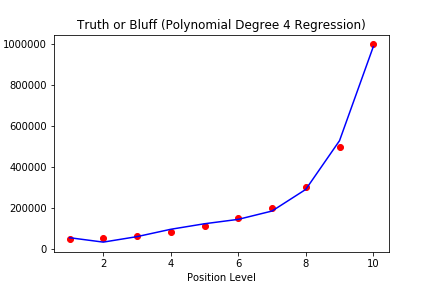 Truth or Bluff (Polynomial Degree 4 Regression)
1000000
800000
600000
400000
200000
0
2 4 6 8 10
Position Level